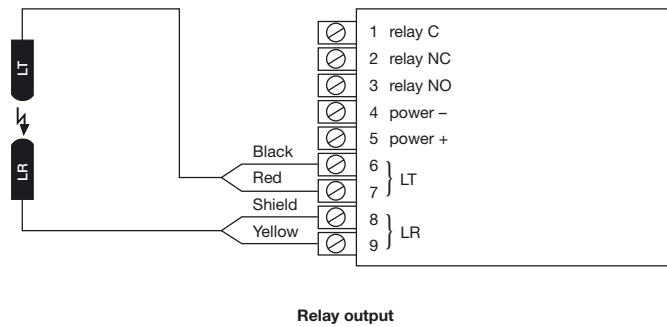 LT
LR
1 relay C
2 relay NC
3 relay NO
4 power –
5 power +
Black
6
Red
7
LT
Shield
8
Yellow
9
LR
Relay output